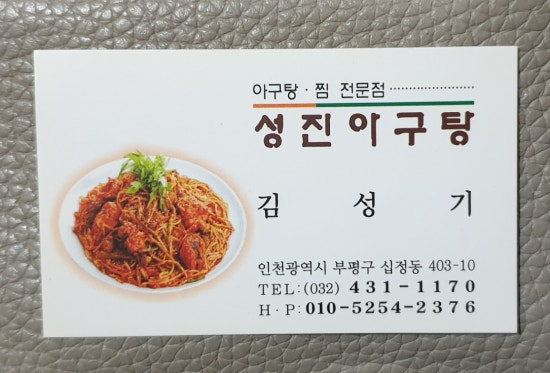 아구탕·찜 전문점
성진아구탕
김성기
인천광역시 부평구 십정동 403-10
TEL:(032) 431-1170
H·P:010-5254-2376